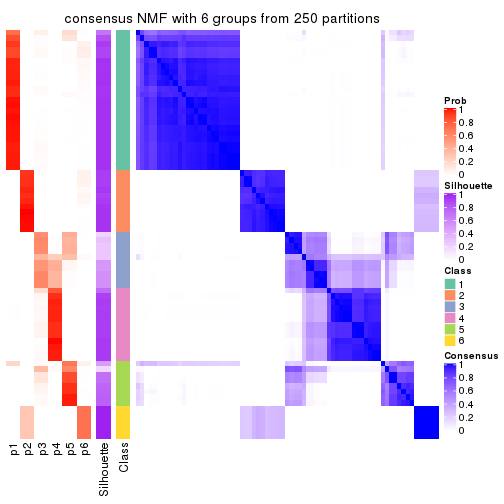 consensus NMF with 6 groups from 250 partitions
Prob
1
0.8
0.6
0.4
0.2
0
Silhouette
1
0.8
0.6
0.4
0.2
0
Class
1
2
3
4
5
6
Consensus
1
0.8
0.6
0.4
0.2
0
p1
p2
p3
p4
p5
p6
Silhouette
Class